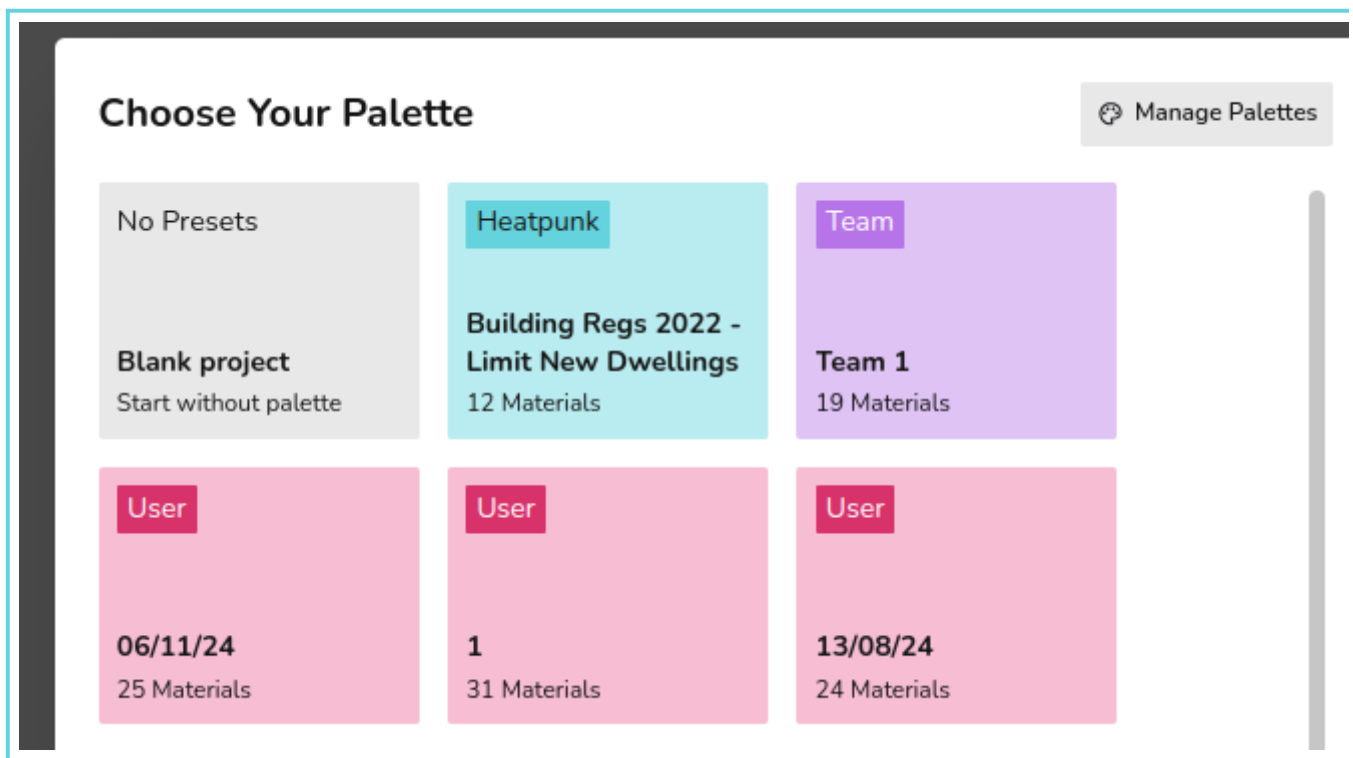 Choose Your Palette
Manage Palettes
No Presets
Blank project
Start without palette
Heatpunk
Building Regs 2022 -
Limit New Dwellings
12 Materials
Team
Team 1
19 Materials
User
06/11/24
25 Materials
User
1
31 Materials
User
13/08/24
24 Materials